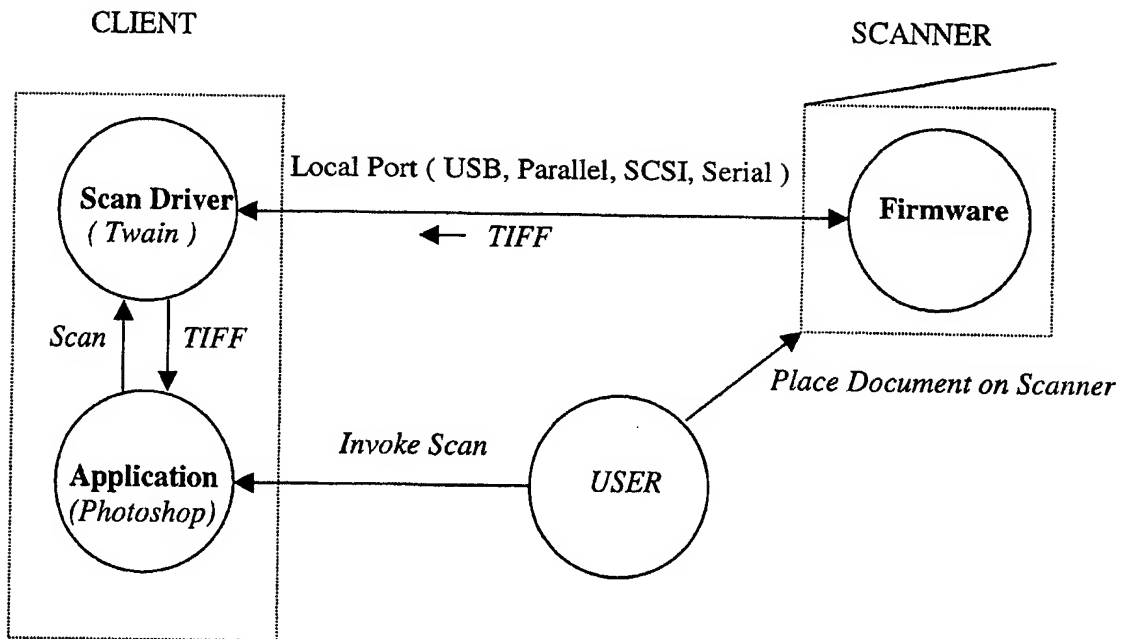 CLIENT
SCANNER
Local Port ( USB, Parallel, SCSI, Serial )
Scan Driver
( Twain )
Firmware
TIFF
Scan
TIFF
Place Document on Scanner
Invoke Scan
Application
(Photoshop)
USER